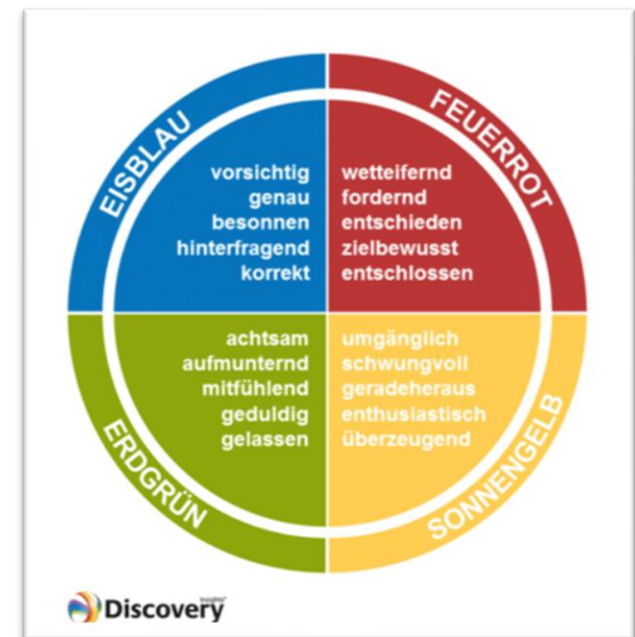 EISBLAU
vorsichtig
genau
besonnen
hinterfragend
korrekt
FEUERROT
wetteifernd
fordernd
entschieden
zielbewusst
entschlossen
ERDGRÜN
achtsam
aufmunternd
mitfühlend
geduldig
gelassen
SONNENGELB
umgänglich
schwungvoll
geradeheraus
enthusiastisch
überzeugend
insights®
Discovery